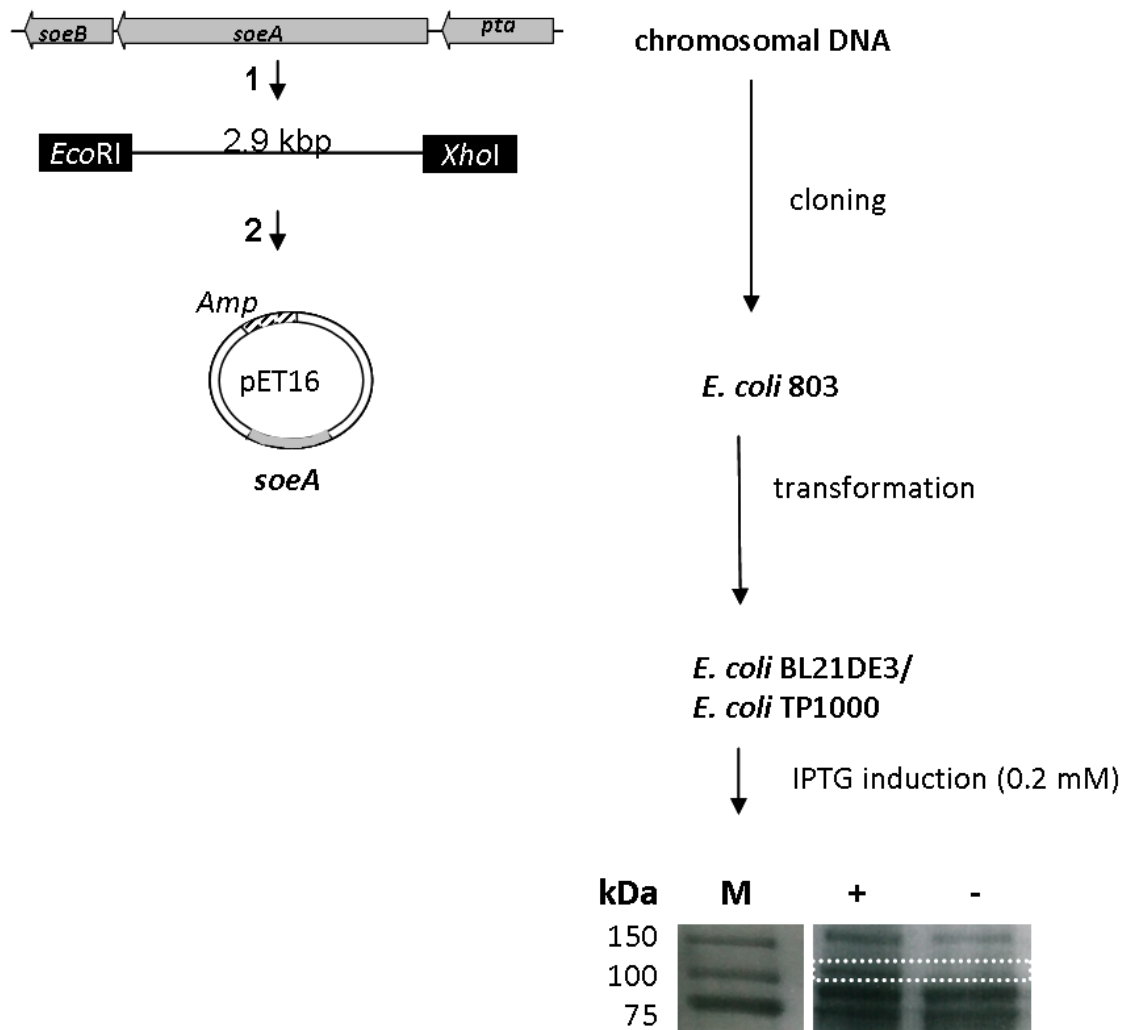 soeB soeA pta
1
EcoRI 2.9 kbp XhoI
2
Amp
pET16
soeA
chromosomal DNA
cloning
E. coli 803
transformation
E. coli BL21DE3/
E. coli TP1000
IPTG induction (0.2 mM)
kDa M + -
150
100
75